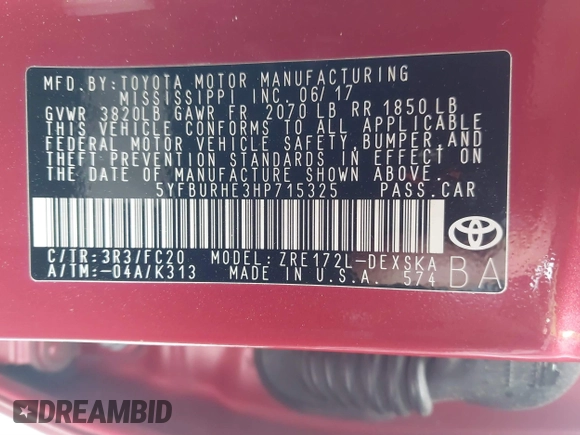 MFD.BY:TOYOTA MOTOR MANUFACTURING
MISSISSIPPI INC. 06/17
GVWR 3820LB GAWR FR 2070 LB RR 1850 LB
THIS VEHICLE CONFORMS TO ALL APPLICABLE
FEDERAL MOTOR VEHICLE SAFETY, BUMPER, AND
THEFT PREVENTION STANDARDS IN EFFECT ON
THE DATE OF MANUFACTURE SHOWN ABOVE.
5YFBURHE3HP715325 PASS.CAR
C/TR:3R3/FC20 MODEL: ZRE172L-DEXSKA
A/TM:-04A/K313 MADE IN U.S.A. 574 BA
DREAMBID